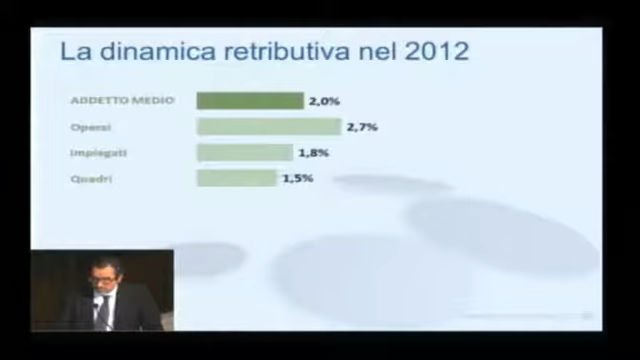 La dinamica retributiva nel 2012
ADDETTO MEDIO 2,0%
Operai 2,7%
Impiegati 1,8%
Quadri 1,5%